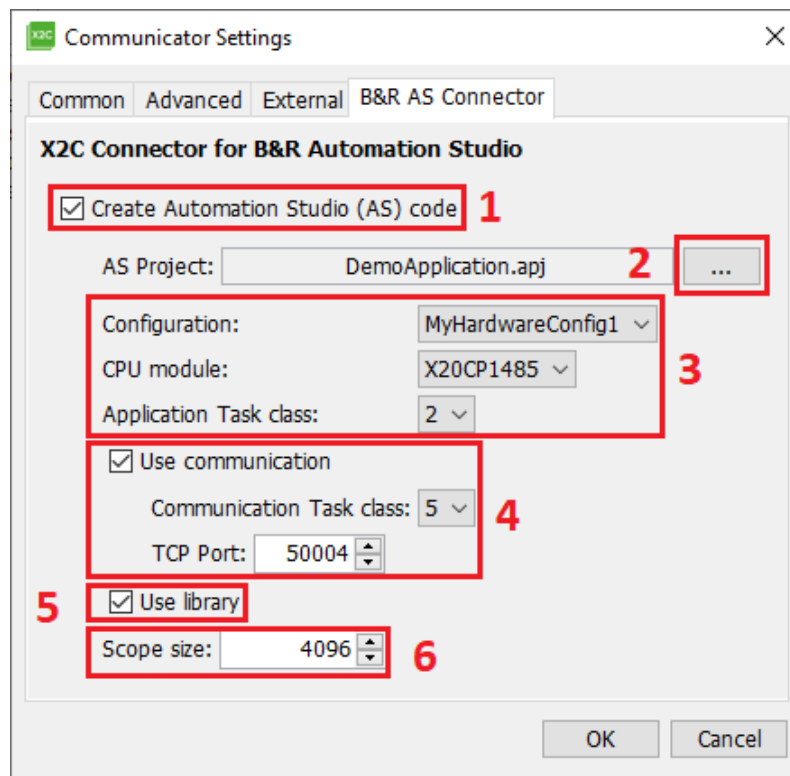 X2C Communicator Settings
Common Advanced External B&R AS Connector
X2C Connector for B&R Automation Studio
Create Automation Studio (AS) code 1
AS Project: DemoApplication.apj 2 ...
Configuration: MyHardwareConfig1
CPU module: X20CP1485 3
Application Task class: 2
Use communication
Communication Task class: 5 4
TCP Port: 50004
5 Use library
Scope size: 4096 6
OK Cancel